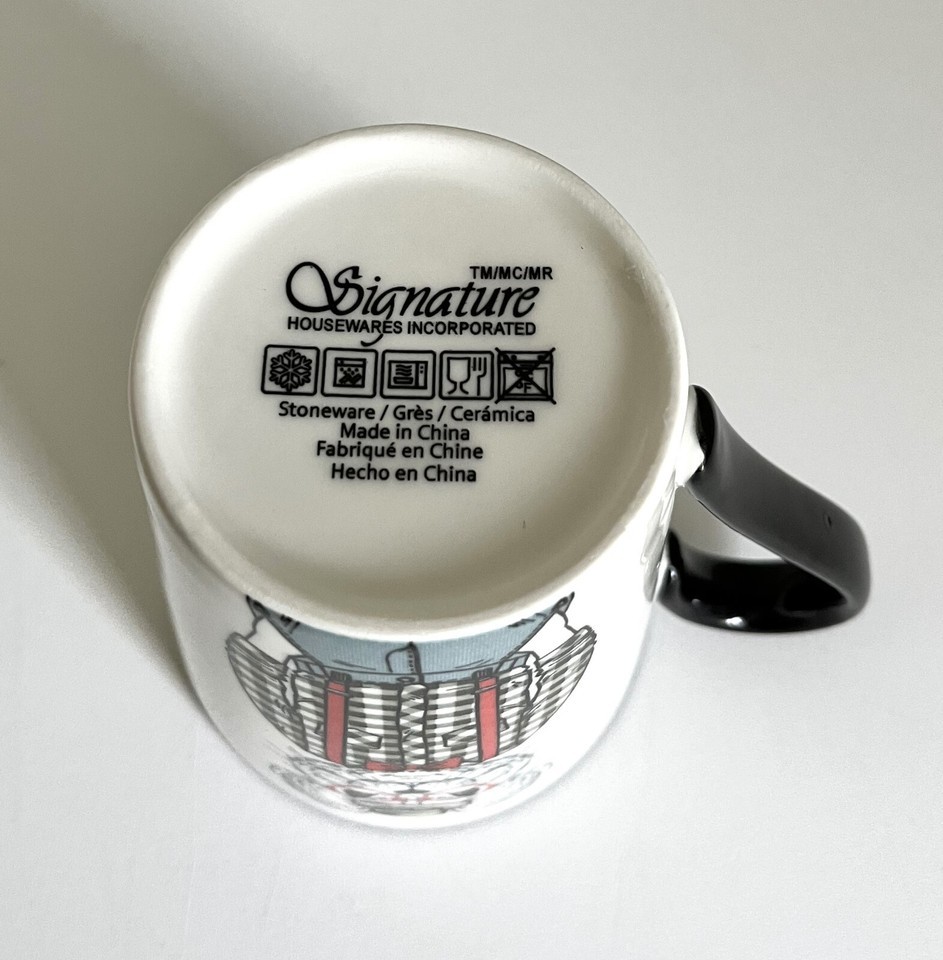 TM/MC/MR
Signature
HOUSEWARES INCORPORATED
°F
Stoneware / Grès / Cerámica
Made in China
Fabriqué en Chine
Hecho en China